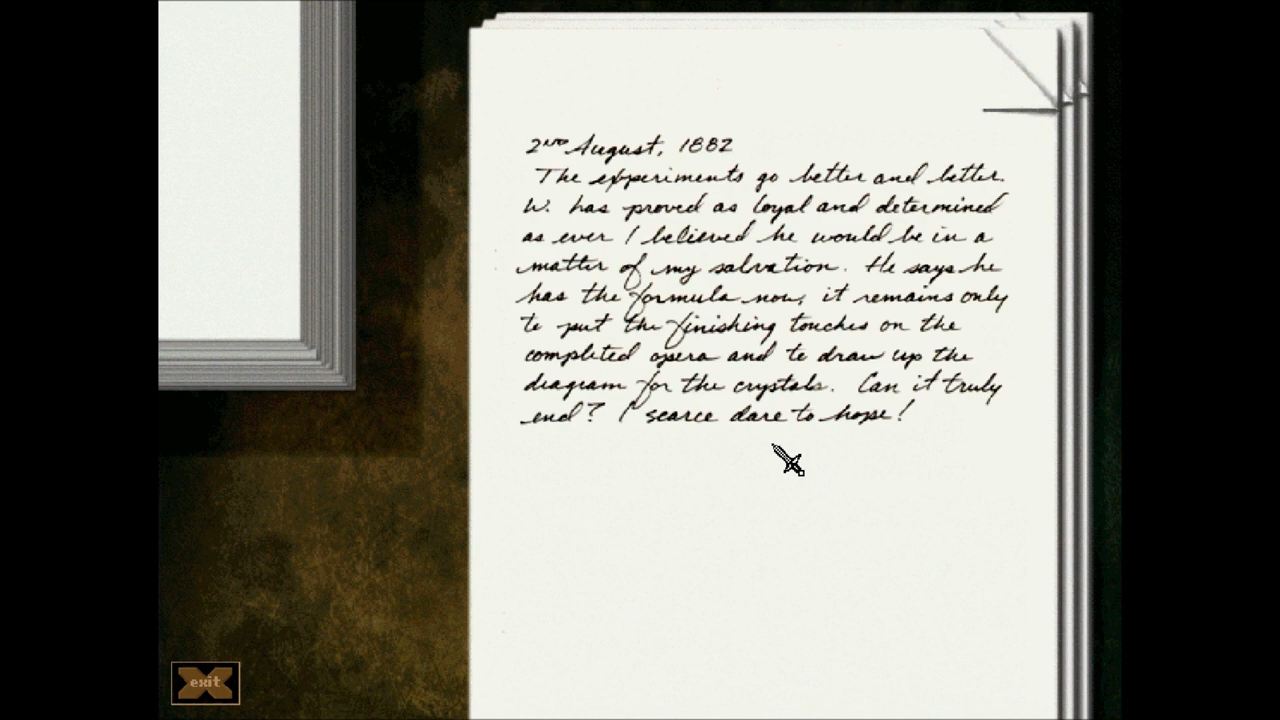 2ND August, 1882
The experiments go better and better.
W. has proved as loyal and determined
as ever I believed he would be in a
matter of my salvation. He says he
has the formula now, it remains only
to put the finishing touches on the
completed opera and to draw up the
diagram for the crystals. Can it truly
end? I scarce dare to hope!
exit